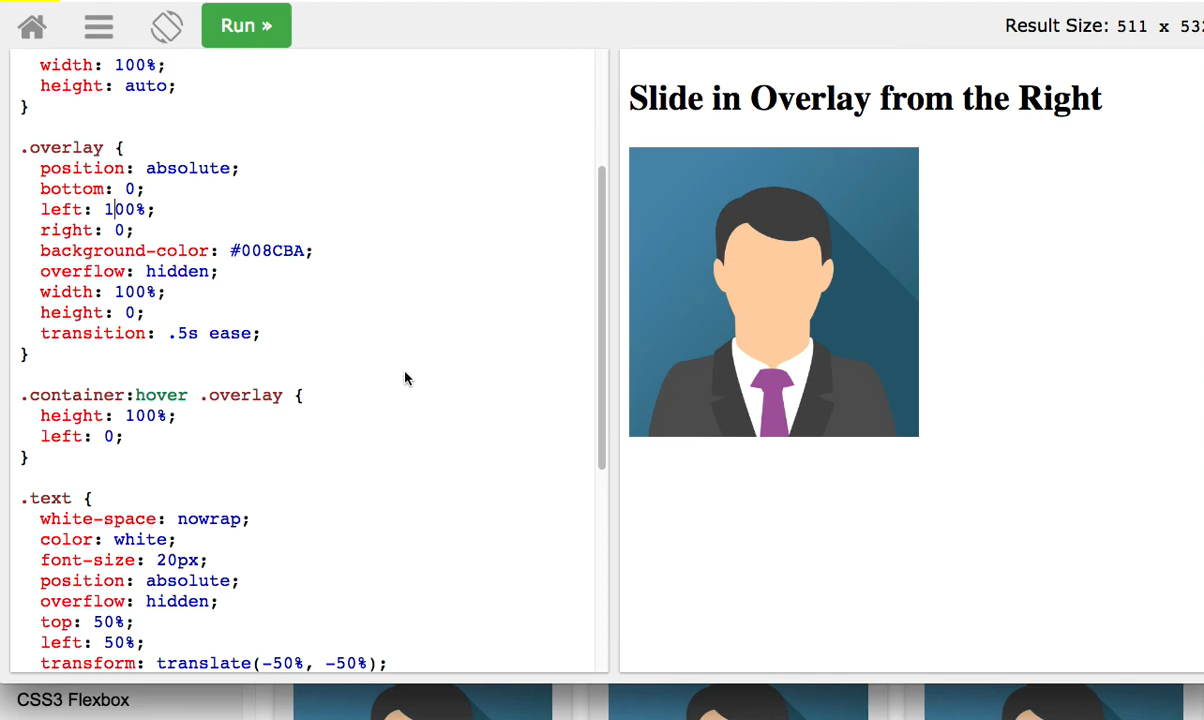 Run »
Result Size: 511 x 532
width: 100%;
height: auto;
}
.overlay {
position: absolute;
bottom: 0;
left: 100%;
right: 0;
background-color: #008CBA;
overflow: hidden;
width: 100%;
height: 0;
transition: .5s ease;
}
.container:hover .overlay {
height: 100%;
left: 0;
}
.text {
white-space: nowrap;
color: white;
font-size: 20px;
position: absolute;
overflow: hidden;
top: 50%;
left: 50%;
transform: translate(-50%, -50%);
Slide in Overlay from the Right
CSS3 Flexbox